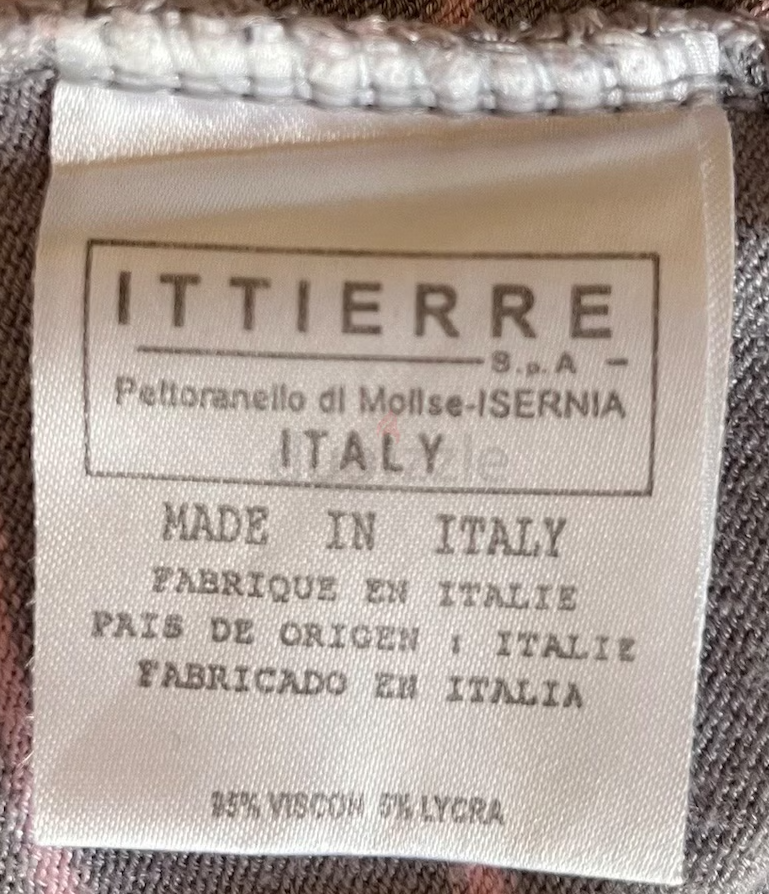 ITTIERRE
S.p.A
Pettoranello di Molise-ISERNIA
ITALY
MADE IN ITALY
FABRIQUE EN ITALIE
PAIS DE ORIGEN : ITALIE
FABRICADO EN ITALIA
95% VISCON 5% LYCRA